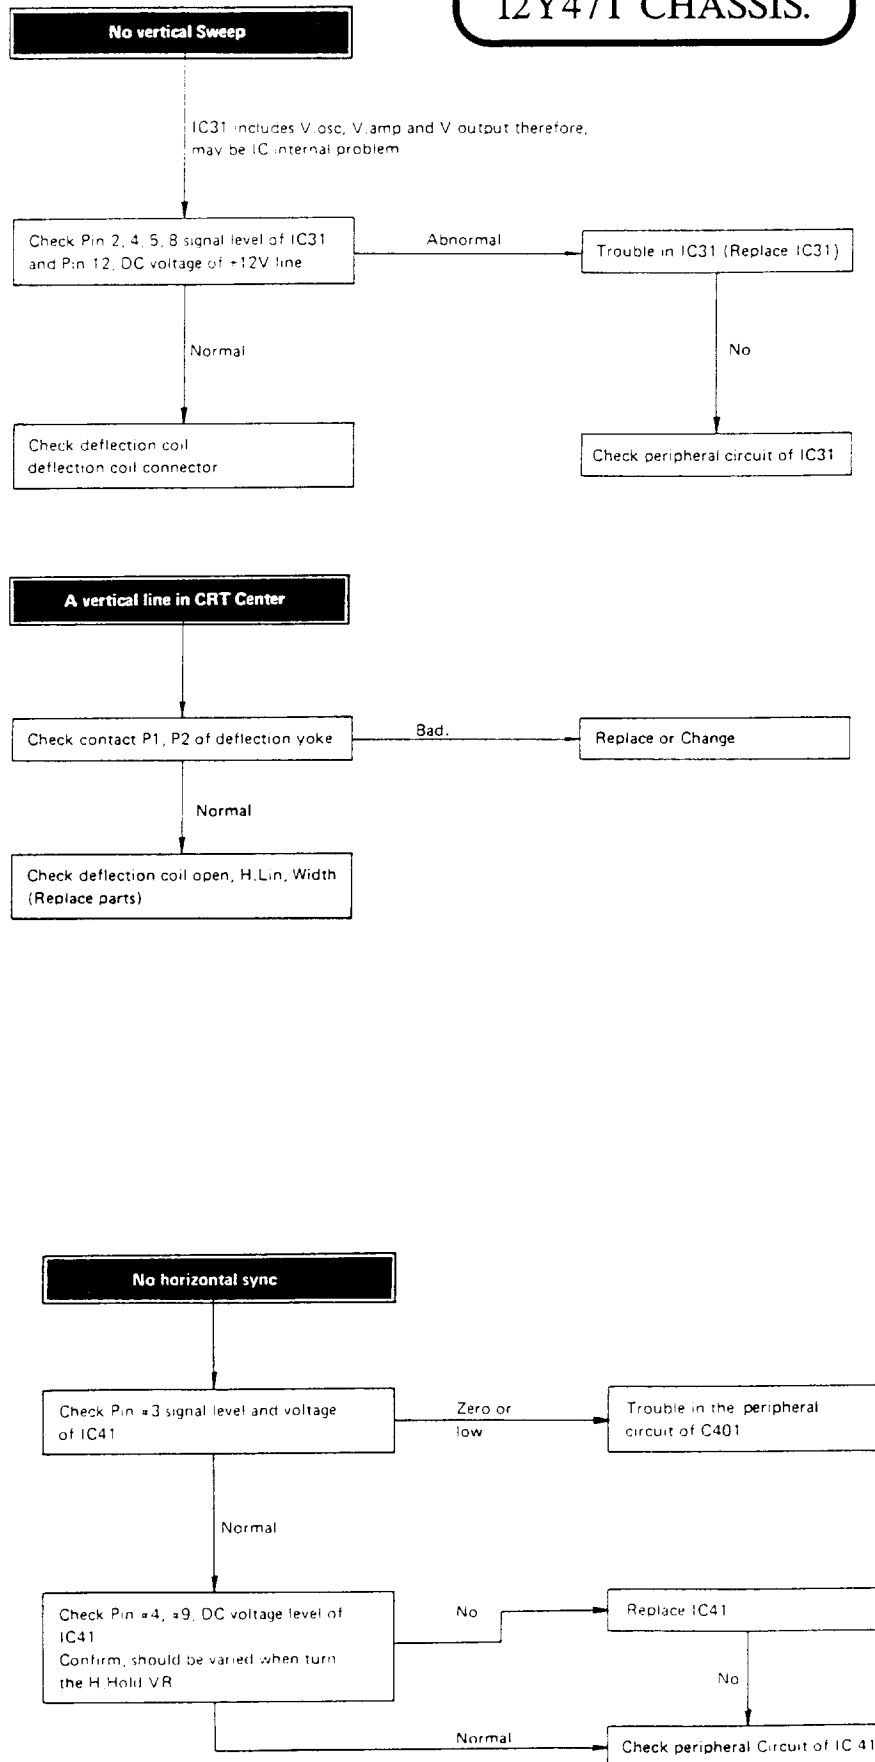 12Y47T CHASSIS.
No vertical Sweep
IC31 includes V.osc, V.amp and V output therefore,
may be IC internal problem
Check Pin 2, 4, 5, 8 signal level of IC31
and Pin 12, DC voltage of +12V line
Abnormal
Trouble in IC31 (Replace IC31)
Normal
No
Check deflection coil
deflection coil connector
Check peripheral circuit of IC31
A vertical line in CRT Center
Check contact P1, P2 of deflection yoke
Bad.
Replace or Change
Normal
Check deflection coil open, H.Lin, Width
(Replace parts)
No horizontal sync
Check Pin #3 signal level and voltage
of IC41
Zero or
low
Trouble in the peripheral
circuit of C401
Normal
Check Pin #4, #9, DC voltage level of
IC41
Confirm, should be varied when turn
the H.Hold VR
No
Replace IC41
No
Normal
Check peripheral Circuit of IC 41